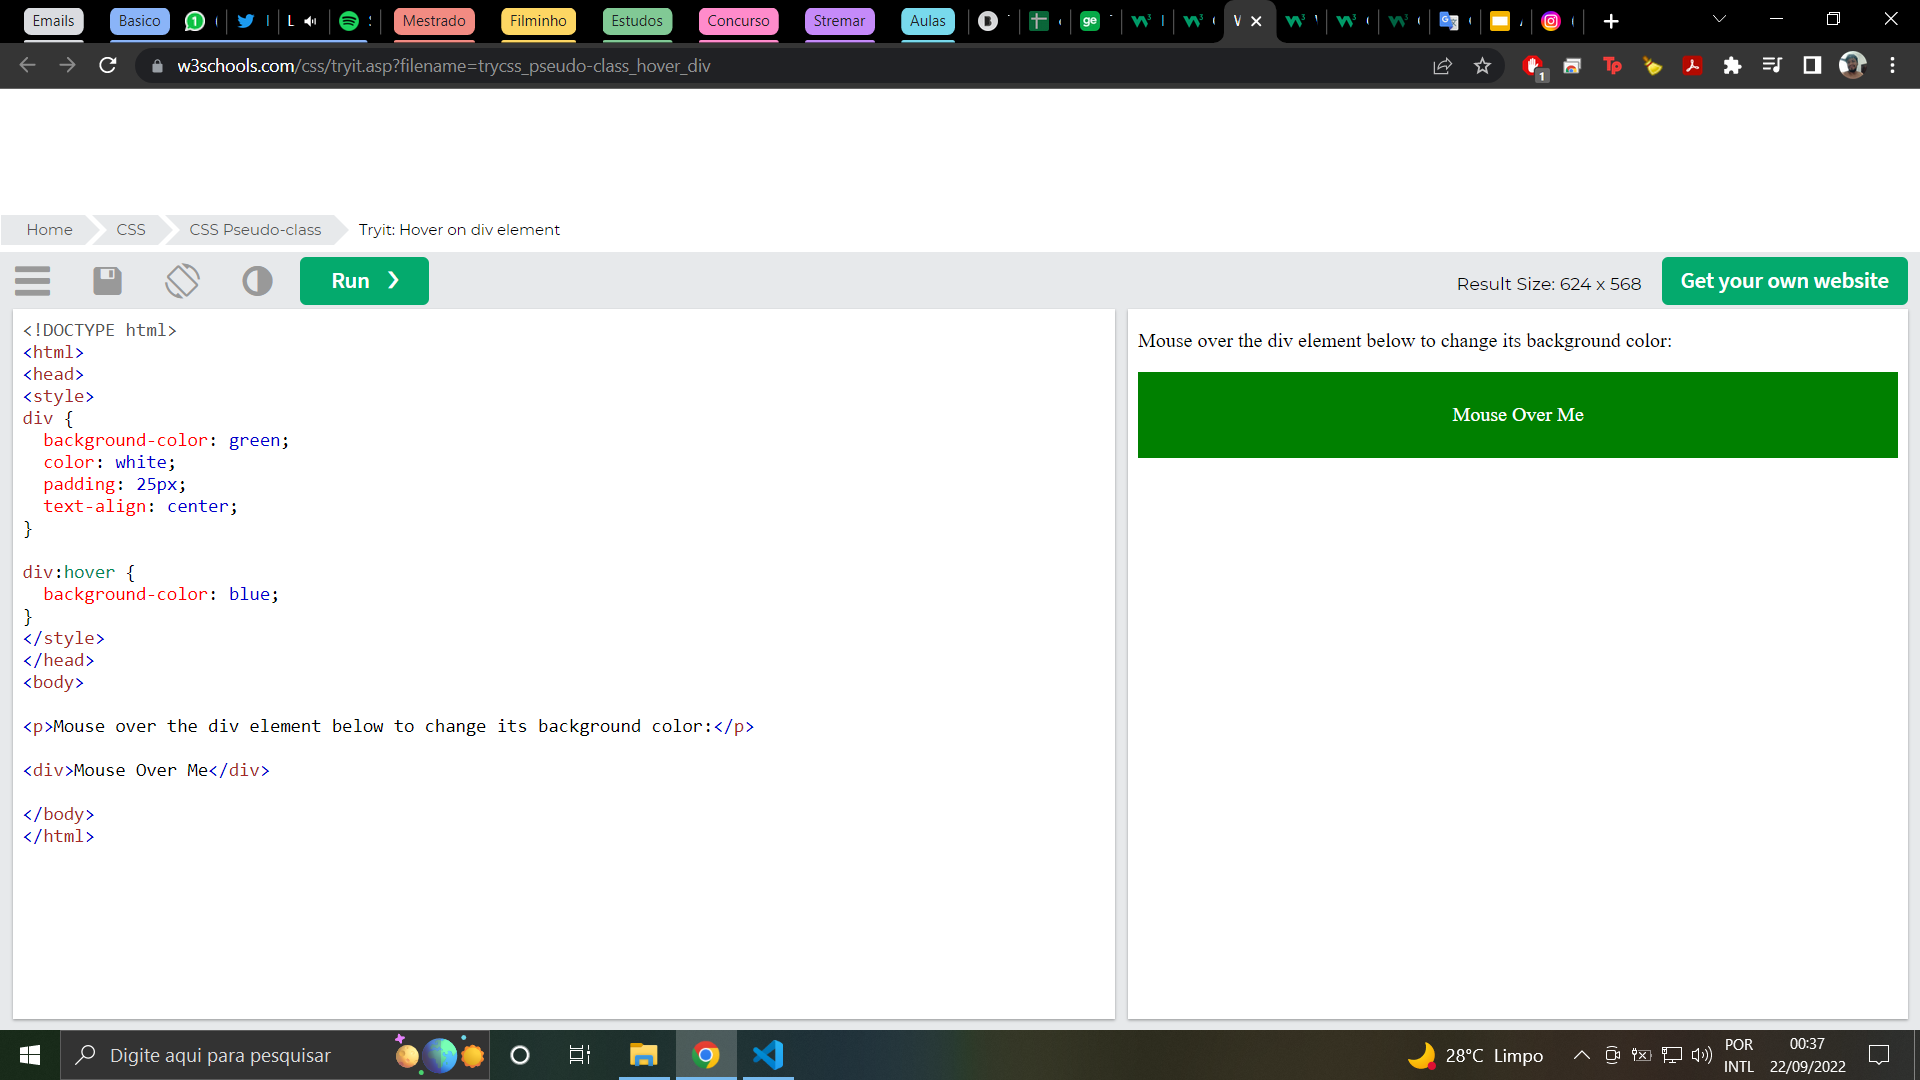 Emails
Basico
Mestrado
Filminho
Estudos
Concurso
Stremar
Aulas
w3schools.com/css/tryit.asp?filename=trycss_pseudo-class_hover_div
1
Home
CSS
CSS Pseudo-class
Tryit: Hover on div element
Run ❯
Result Size: 624 x 568
Get your own website
<!DOCTYPE html>
<html>
<head>
<style>
div {
  background-color: green;
  color: white;
  padding: 25px;
  text-align: center;
}
div:hover {
  background-color: blue;
}
</style>
</head>
<body>
<p>Mouse over the div element below to change its background color:</p>
<div>Mouse Over Me</div>
</body>
</html>
Mouse over the div element below to change its background color:
Mouse Over Me
Digite aqui para pesquisar
28°C Limpo
POR
INTL
00:37
22/09/2022